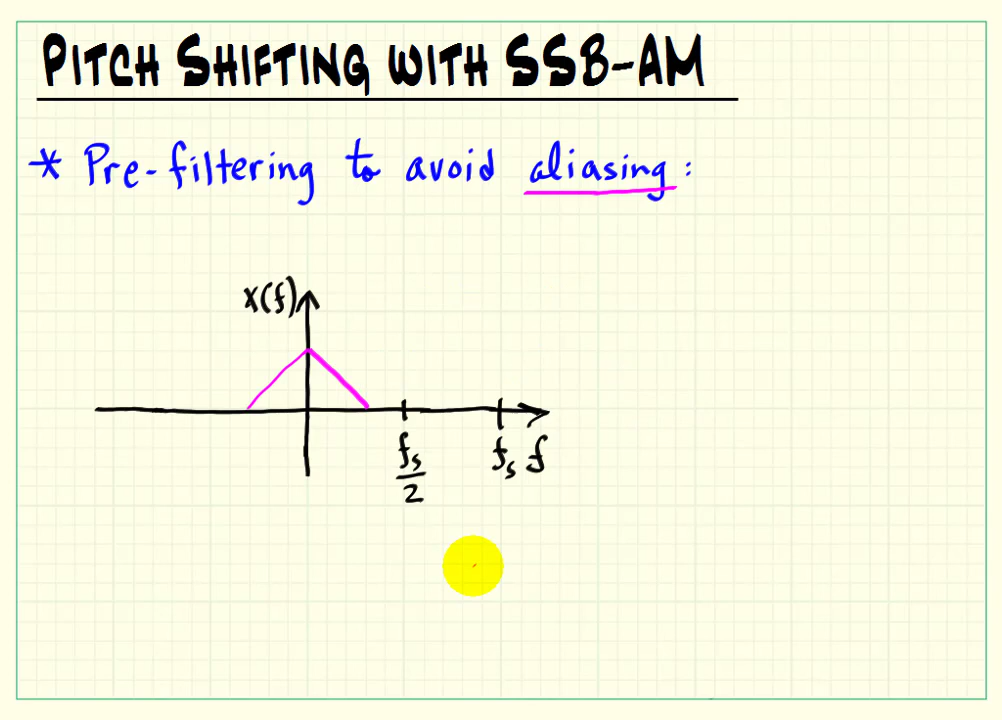 PITCH SHIFTING WITH SSB-AM
* Pre-filtering to avoid aliasing:
X(f)
fs/2
fs f